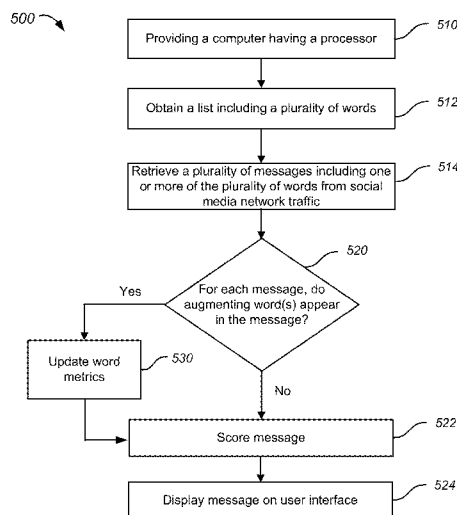 500
Providing a computer having a processor
510
Obtain a list including a plurality of words
512
Retrieve a plurality of messages including one
or more of the plurality of words from social
media network traffic
514
520
For each message, do
augmenting word(s) appear
in the message?
Yes
Update word
metrics
530
No
Score message
522
Display message on user interface
524